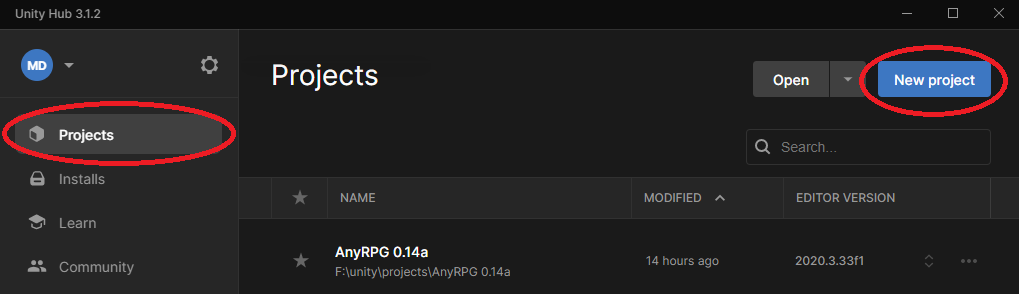 Unity Hub 3.1.2
MD
Projects
Open
New project
Projects
Search...
Installs
NAME
MODIFIED
EDITOR VERSION
Learn
AnyRPG 0.14a
F:\unity\projects\AnyRPG 0.14a
14 hours ago
2020.3.33f1
Community